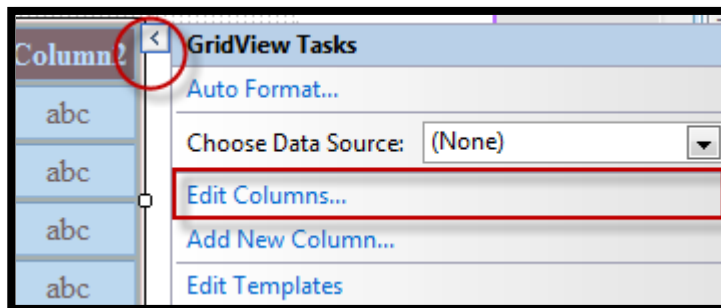 Column2
abc
abc
abc
abc
GridView Tasks
Auto Format...
Choose Data Source: (None)
Edit Columns...
Add New Column...
Edit Templates